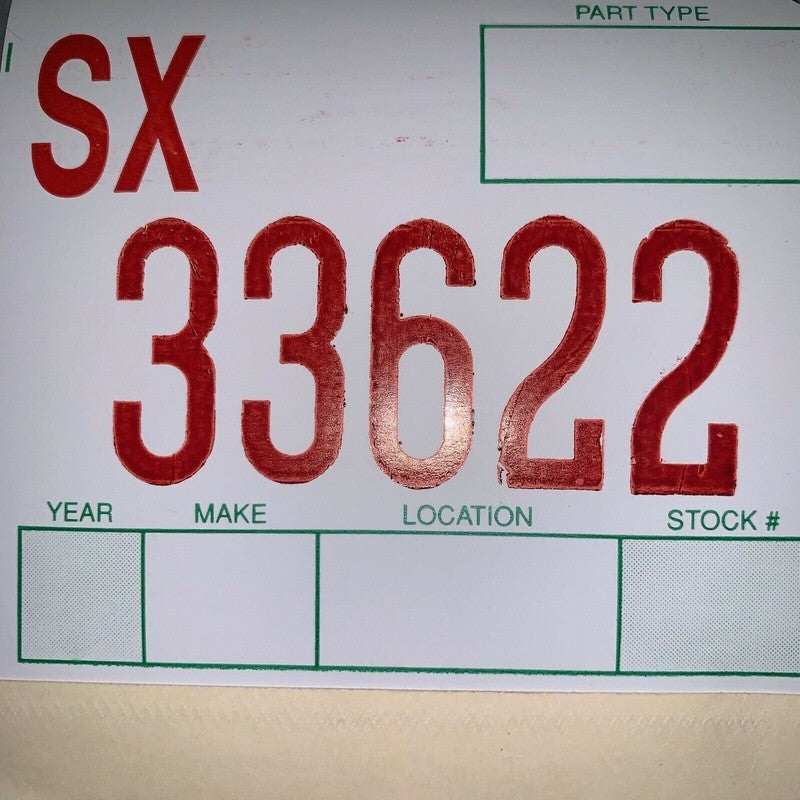 PART TYPE
SX
33622
YEAR MAKE LOCATION STOCK #